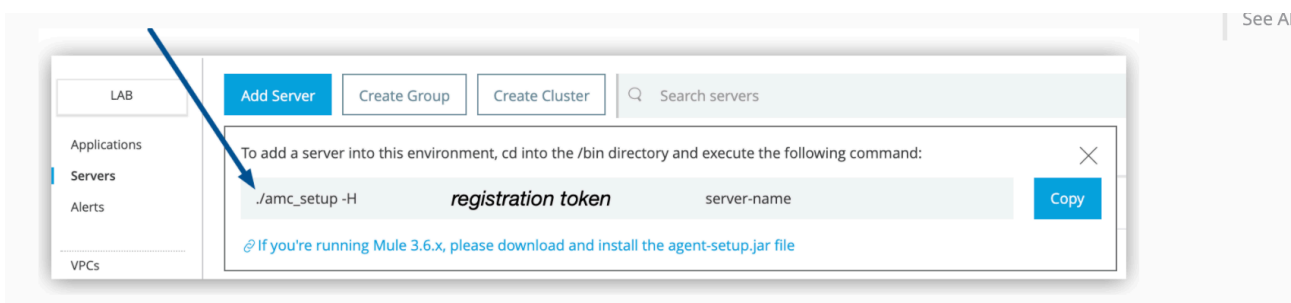 See Al
LAB
Add Server
Create Group
Create Cluster
Search servers
Applications
Servers
Alerts
VPCs
To add a server into this environment, cd into the /bin directory and execute the following command:
./amc_setup -H registration token server-name
Copy
If you're running Mule 3.6.x, please download and install the agent-setup.jar file